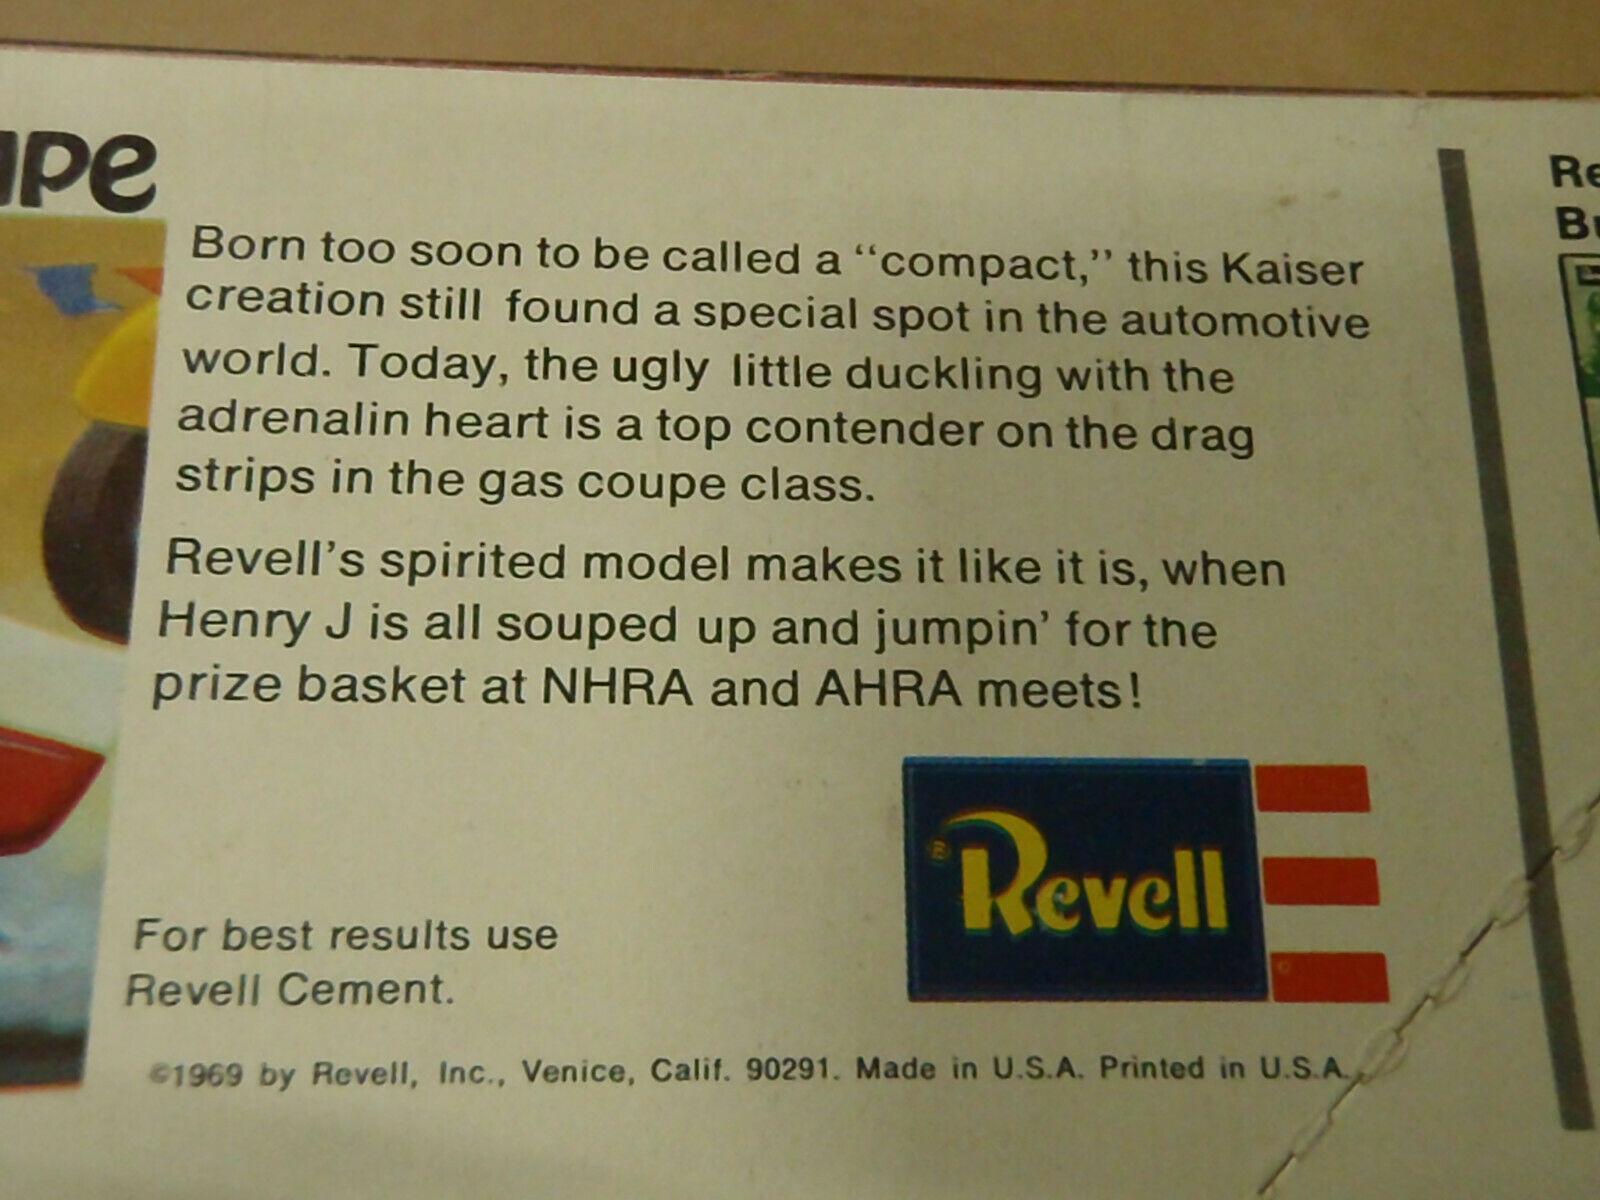 Born too soon to be called a “compact,” this Kaiser
creation still found a special spot in the automotive
world. Today, the ugly little duckling with the
adrenalin heart is a top contender on the drag
strips in the gas coupe class.
Revell’s spirited model makes it like it is, when
Henry J is all souped up and jumpin’ for the
prize basket at NHRA and AHRA meets!
® Revell
For best results use
Revell Cement.
©1969 by Revell, Inc., Venice, Calif. 90291. Made in U.S.A. Printed in U.S.A.